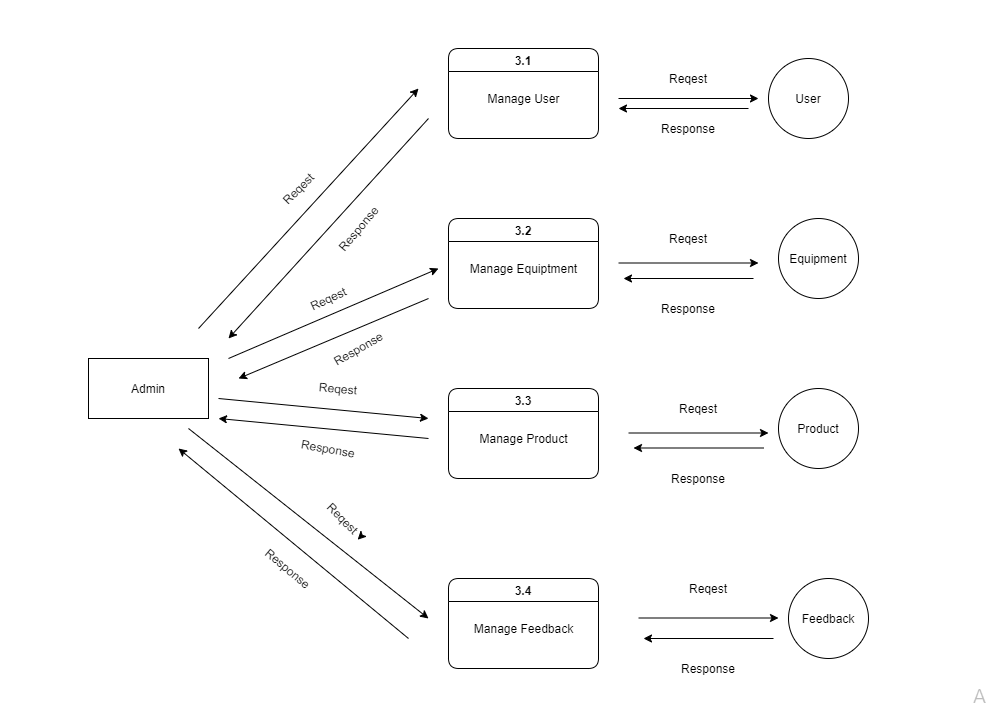 3.1
Manage User
Reqest
Response
User
Reqest
Response
3.2
Manage Equiptment
Reqest
Response
Equipment
Reqest
Response
Admin
Reqest
Response
3.3
Manage Product
Reqest
Response
Product
Reqest
Response
3.4
Manage Feedback
Reqest
Response
Feedback
A